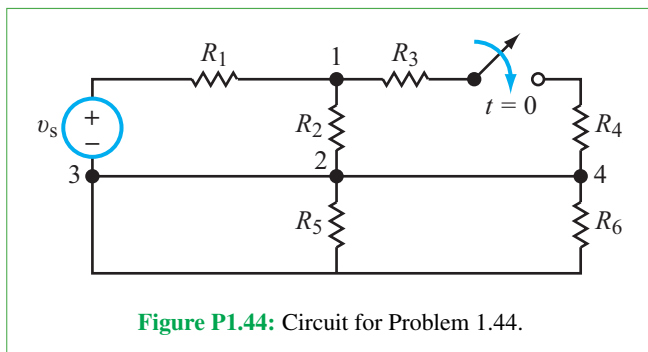 R1
1
R3
t = 0
υs
+
−
R2
R4
2
3
4
R5
R6
Figure P1.44: Circuit for Problem 1.44.